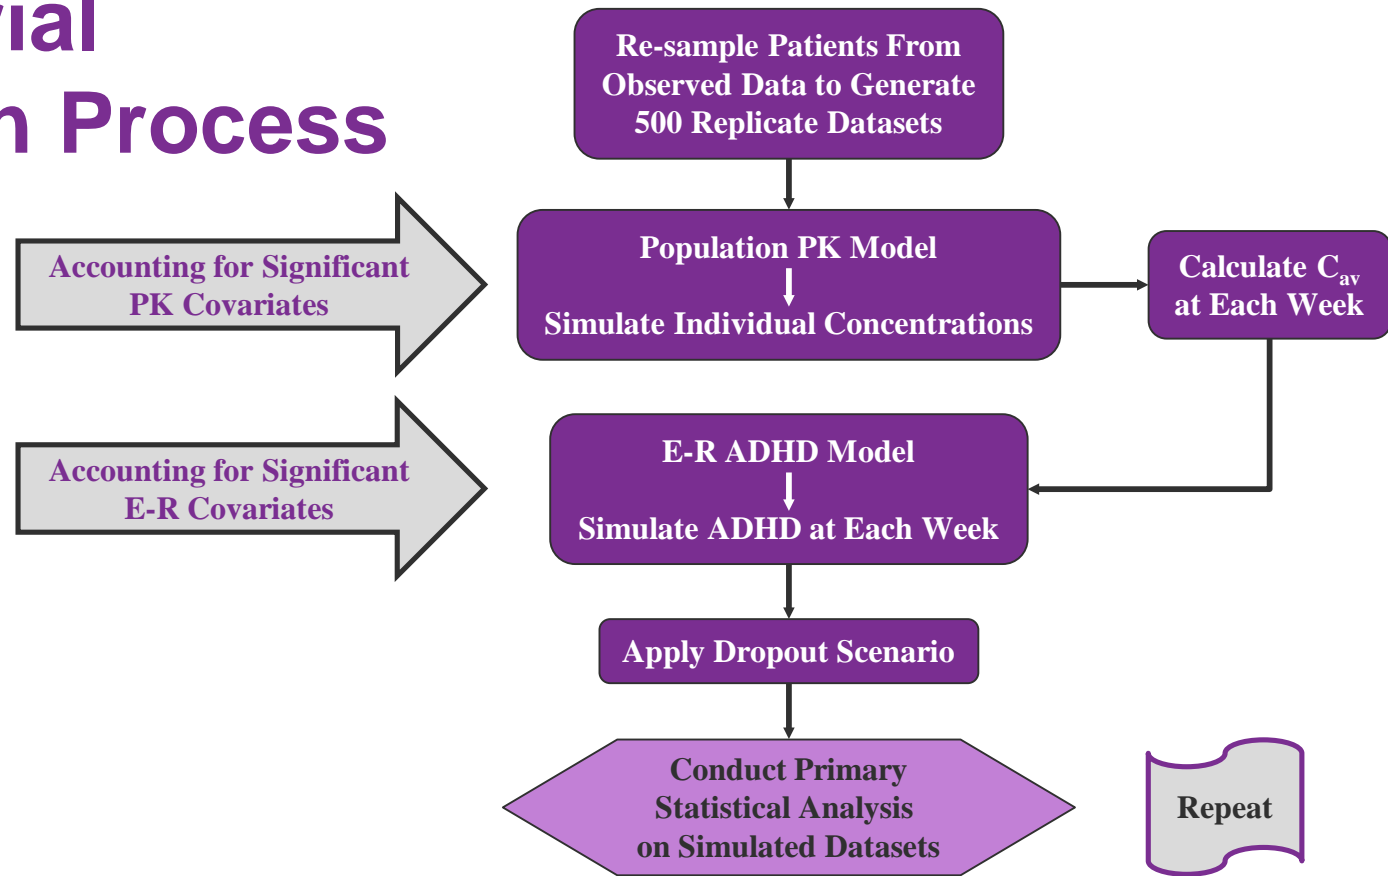 Process
Re-sample Patients From
Observed Data to Generate
500 Replicate Datasets
Accounting for Significant
PK Covariates
Population PK Model
Simulate Individual Concentrations
Calculate Cav
at Each Week
Accounting for Significant
E-R Covariates
E-R ADHD Model
Simulate ADHD at Each Week
Apply Dropout Scenario
Conduct Primary
Statistical Analysis
on Simulated Datasets
Repeat